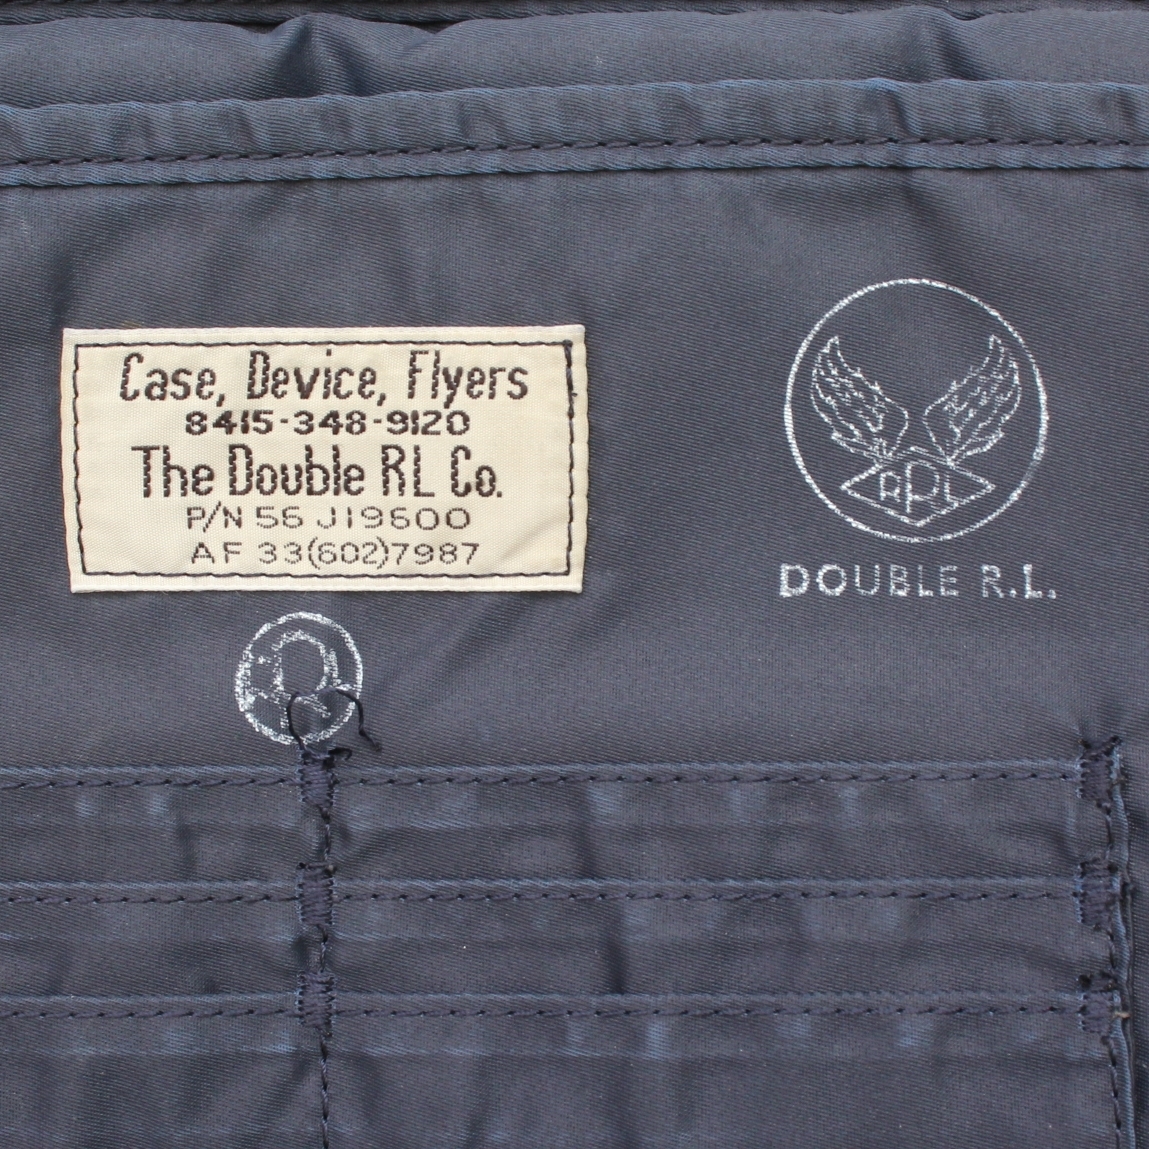 Case, Device, Flyers
8415-348-9120
The Double RL Co.
P/N 56 J19600
AF 33(602)7987
RRL
DOUBLE R.L.